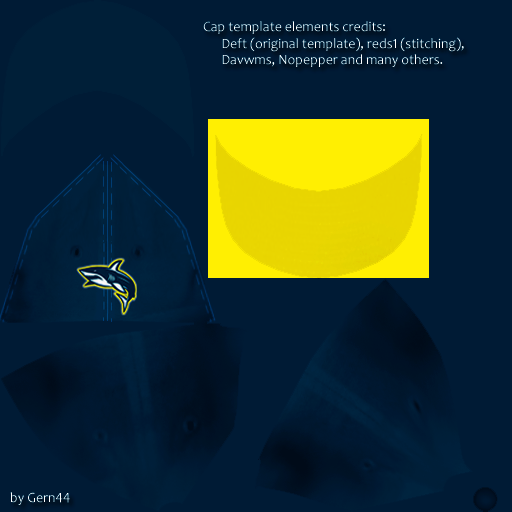 Cap template elements credits:
Deft (original template), reds1 (stitching),
Davwms, Nopepper and many others.
by Gern44